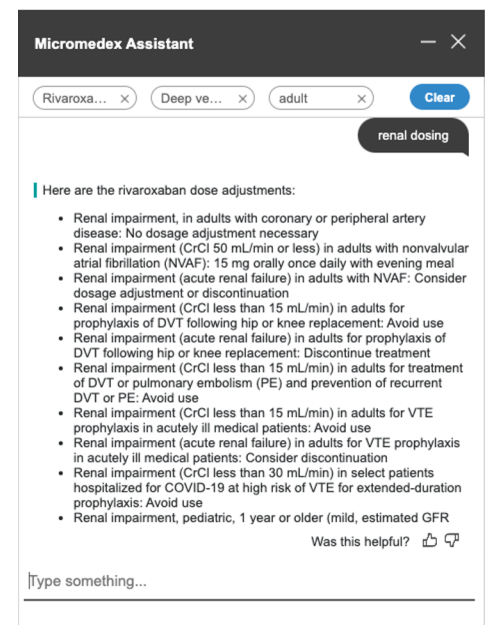 Micromedex Assistant
Rivaroxa... Deep ve... adult Clear
renal dosing
Here are the rivaroxaban dose adjustments:
• Renal impairment, in adults with coronary or peripheral artery
disease: No dosage adjustment necessary
• Renal impairment (CrCl 50 mL/min or less) in adults with nonvalvular
atrial fibrillation (NVAF): 15 mg orally once daily with evening meal
• Renal impairment (acute renal failure) in adults with NVAF: Consider
dosage adjustment or discontinuation
• Renal impairment (CrCl less than 15 mL/min) in adults for
prophylaxis of DVT following hip or knee replacement: Avoid use
• Renal impairment (acute renal failure) in adults for prophylaxis of
DVT following hip or knee replacement: Discontinue treatment
• Renal impairment (CrCl less than 15 mL/min) in adults for treatment
of DVT or pulmonary embolism (PE) and prevention of recurrent
DVT or PE: Avoid use
• Renal impairment (CrCl less than 15 mL/min) in adults for VTE
prophylaxis in acutely ill medical patients: Avoid use
• Renal impairment (acute renal failure) in adults for VTE prophylaxis
in acutely ill medical patients: Consider discontinuation
• Renal impairment (CrCl less than 30 mL/min) in select patients
hospitalized for COVID-19 at high risk of VTE for extended-duration
prophylaxis: Avoid use
• Renal impairment, pediatric, 1 year or older (mild, estimated GFR
Was this helpful?
Type something...